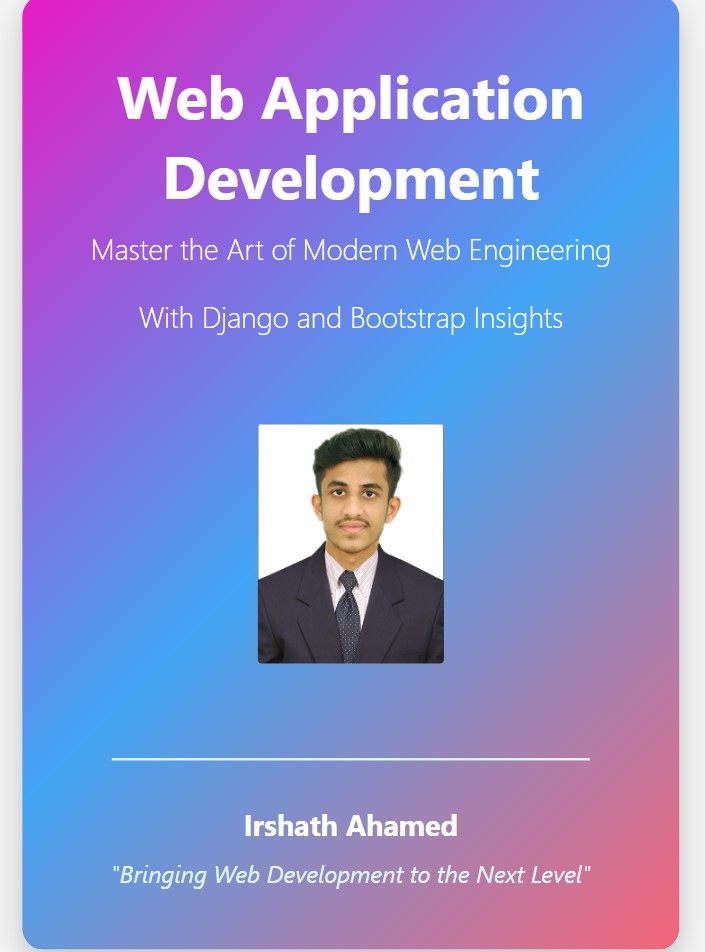 Web Application
Development
Master the Art of Modern Web Engineering
With Django and Bootstrap Insights
Irshath Ahamed
"Bringing Web Development to the Next Level"